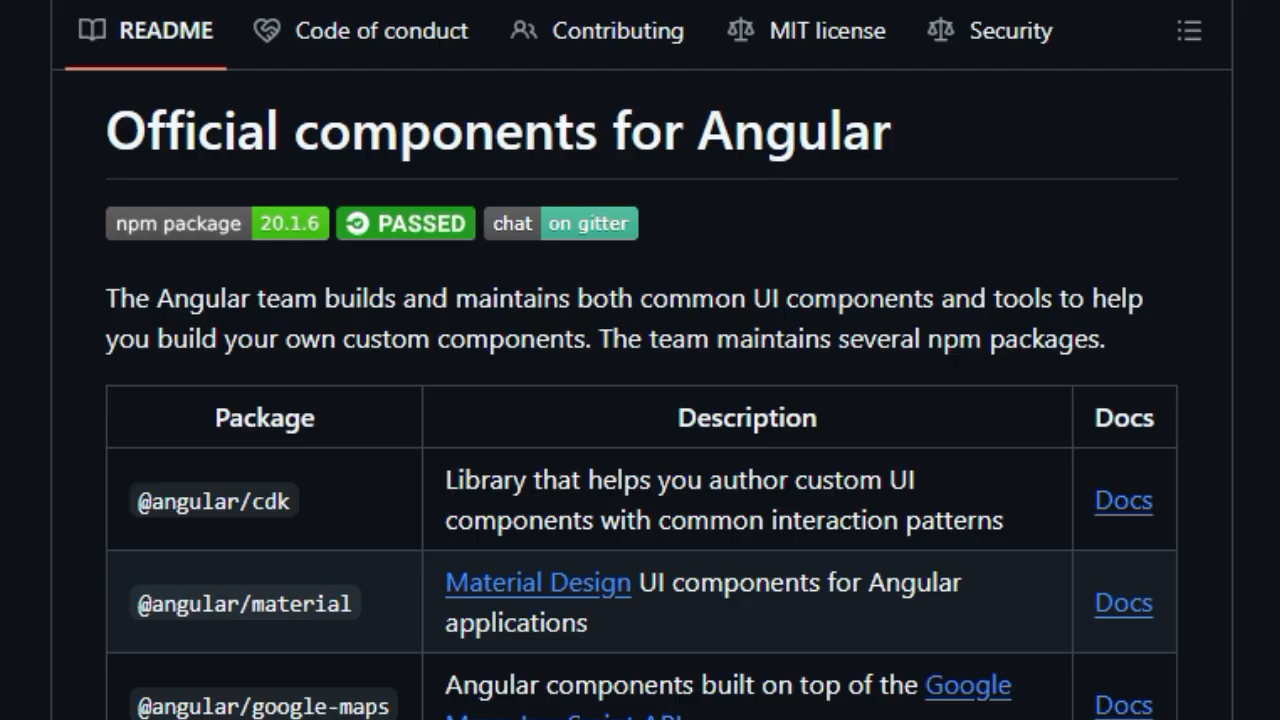 README Code of conduct Contributing MIT license Security
Official components for Angular
npm package 20.1.6 PASSED chat on gitter
The Angular team builds and maintains both common UI components and tools to help
you build your own custom components. The team maintains several npm packages.
Package Description Docs
@angular/cdk
Library that helps you author custom UI
components with common interaction patterns
Docs
@angular/material
Material Design UI components for Angular
applications
Docs
@angular/google-maps
Angular components built on top of the Google
Docs